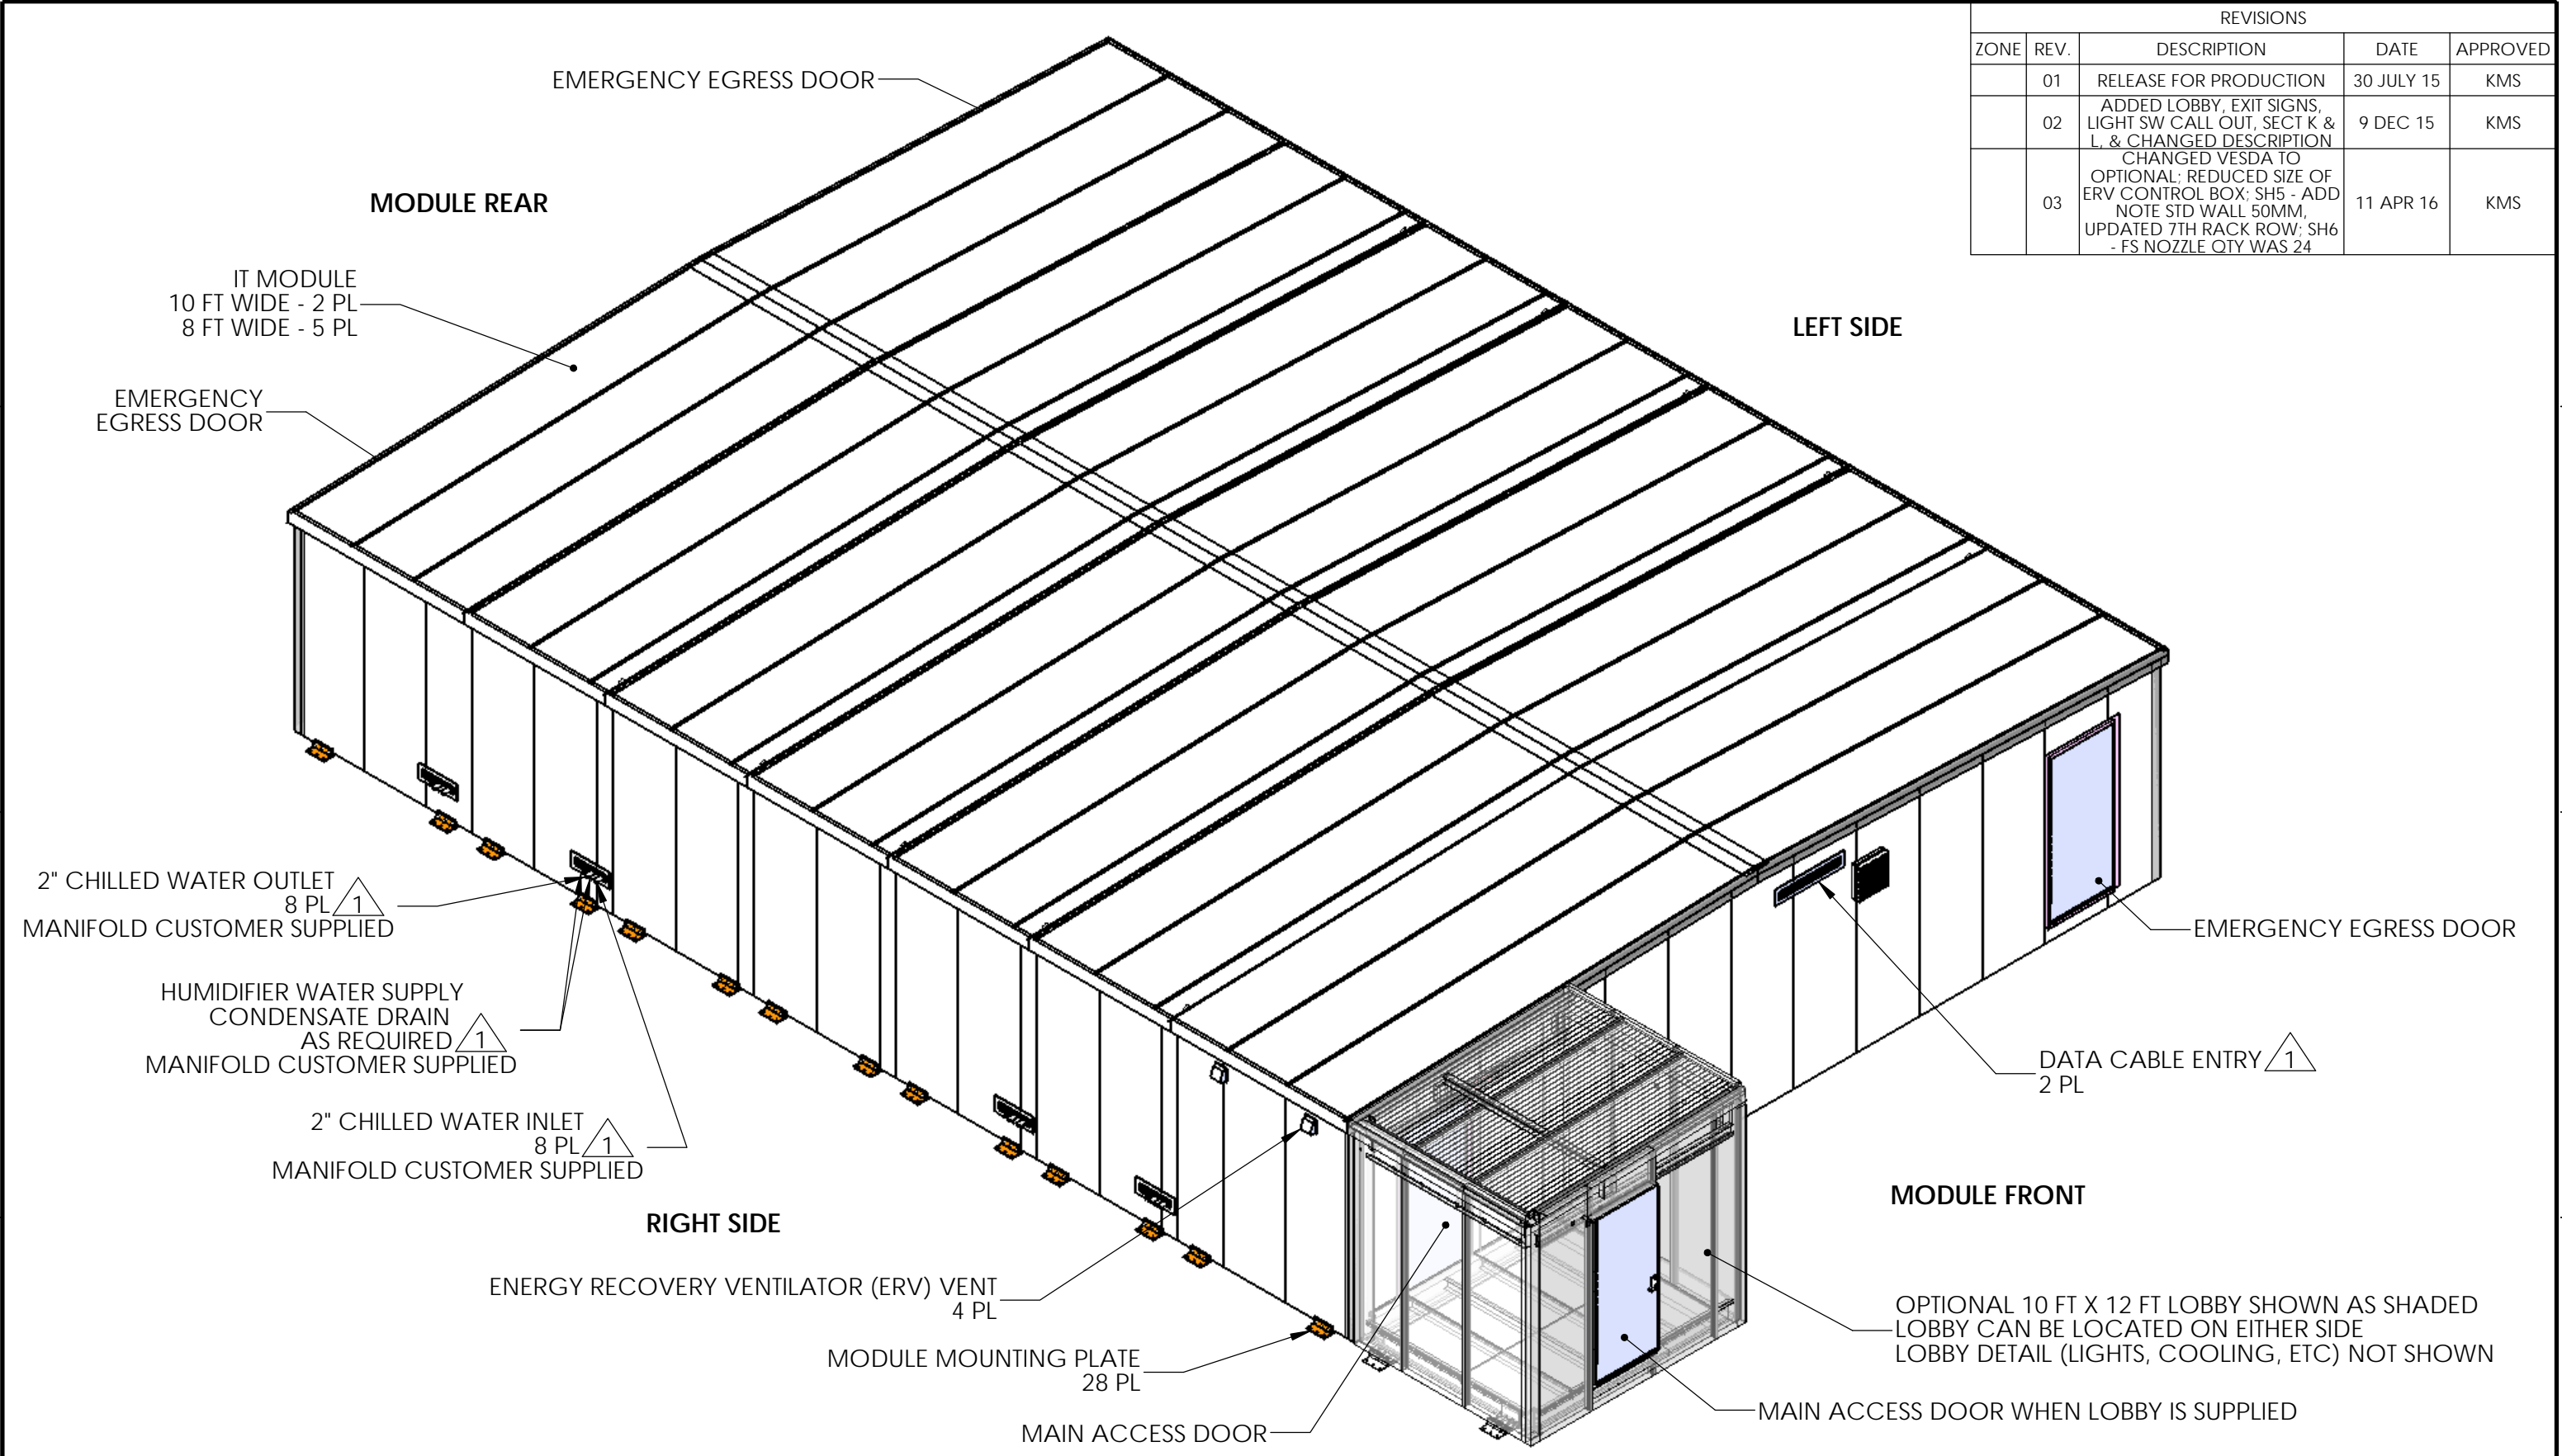 REVISIONS
ZONE REV. DESCRIPTION DATE APPROVED
01 RELEASE FOR PRODUCTION 30 JULY 15 KMS
02 ADDED LOBBY, EXIT SIGNS,
LIGHT SW CALL OUT, SECT K &
L, & CHANGED DESCRIPTION
9 DEC 15 KMS
03 CHANGED VESDA TO
OPTIONAL; REDUCED SIZE OF
ERV CONTROL BOX; SH5 - ADD
NOTE STD WALL 50MM,
UPDATED 7TH RACK ROW; SH6
- FS NOZZLE QTY WAS 24
11 APR 16 KMS
EMERGENCY EGRESS DOOR
MODULE REAR
IT MODULE
10 FT WIDE - 2 PL
8 FT WIDE - 5 PL
LEFT SIDE
EMERGENCY
EGRESS DOOR
2" CHILLED WATER OUTLET
8 PL 1
MANIFOLD CUSTOMER SUPPLIED
HUMIDIFIER WATER SUPPLY
CONDENSATE DRAIN
AS REQUIRED 1
MANIFOLD CUSTOMER SUPPLIED
2" CHILLED WATER INLET
8 PL 1
MANIFOLD CUSTOMER SUPPLIED
RIGHT SIDE
ENERGY RECOVERY VENTILATOR (ERV) VENT
4 PL
MODULE MOUNTING PLATE
28 PL
MAIN ACCESS DOOR
EMERGENCY EGRESS DOOR
DATA CABLE ENTRY 1
2 PL
MODULE FRONT
OPTIONAL 10 FT X 12 FT LOBBY SHOWN AS SHADED
LOBBY CAN BE LOCATED ON EITHER SIDE
LOBBY DETAIL (LIGHTS, COOLING, ETC) NOT SHOWN
MAIN ACCESS DOOR WHEN LOBBY IS SUPPLIED